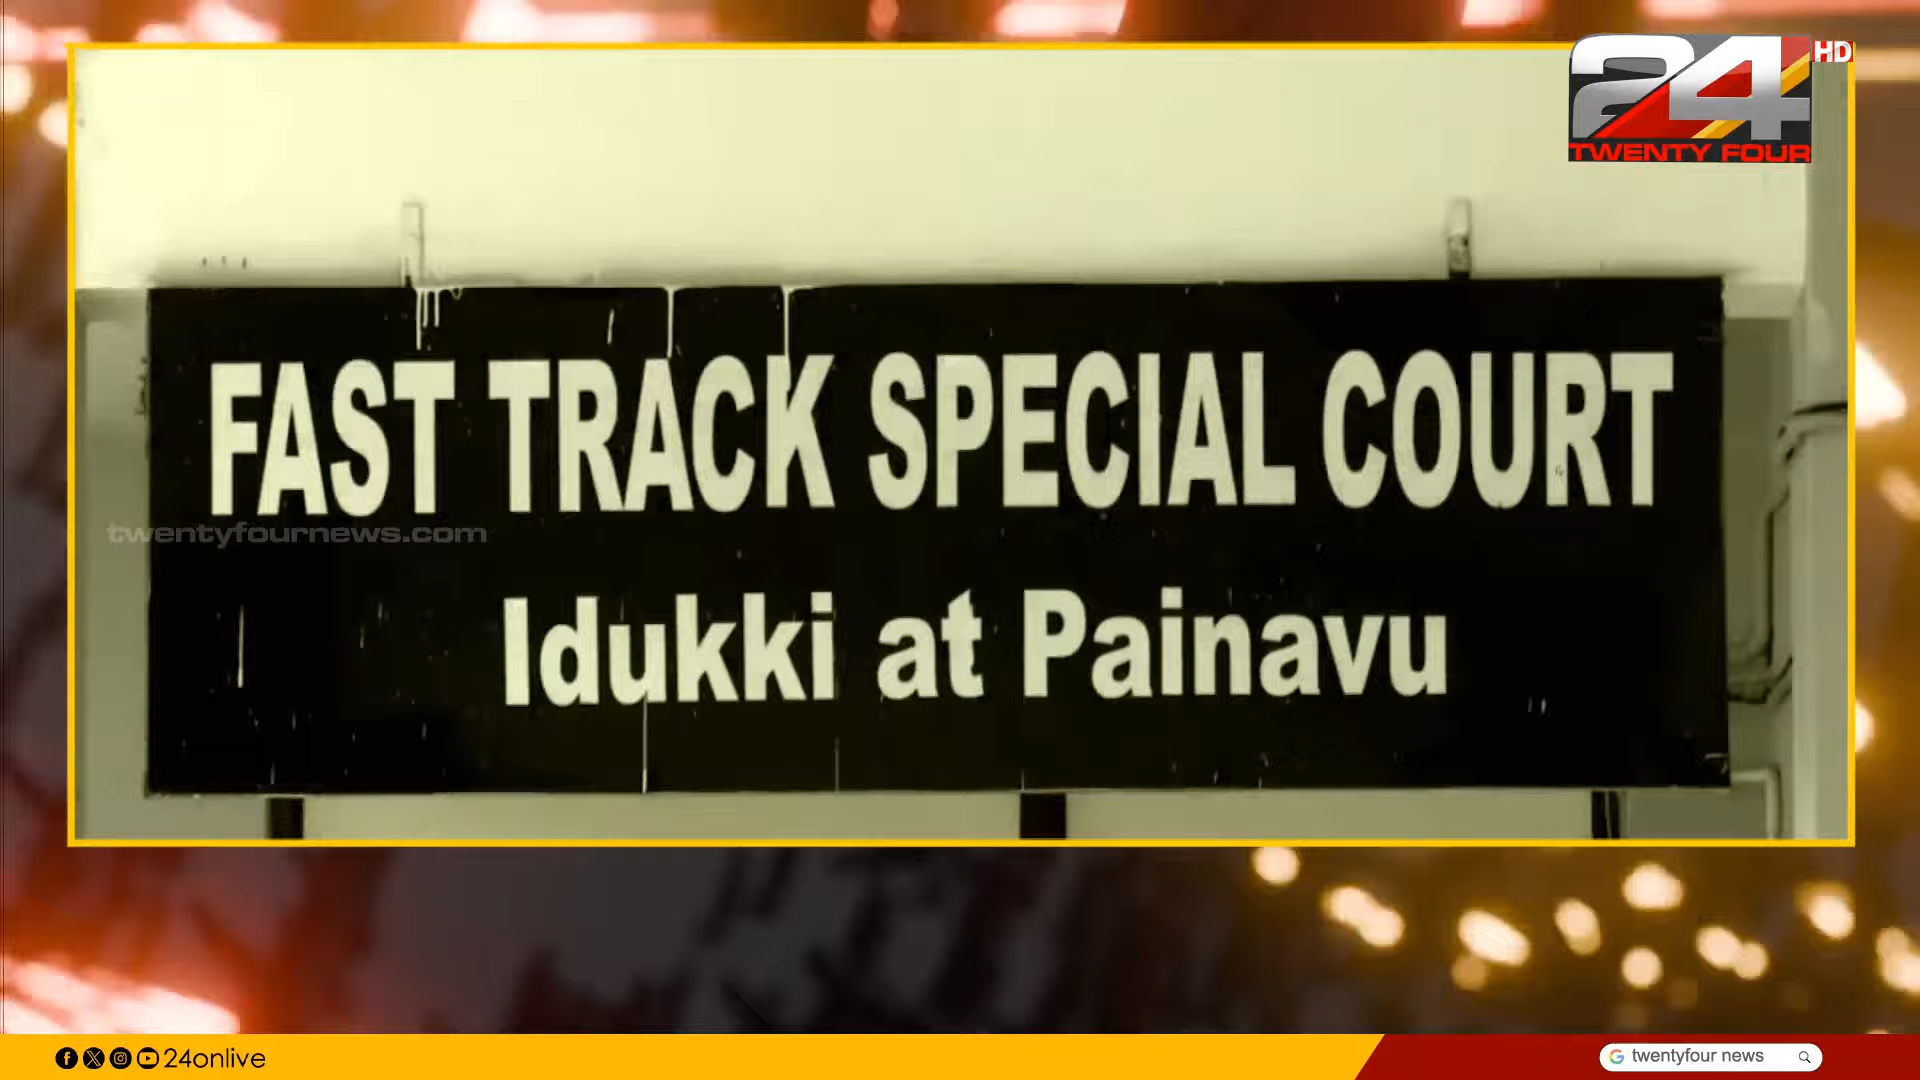 24 HD
TWENTY FOUR
FAST TRACK SPECIAL COURT
twentyfournews.com
Idukki at Painavu
24onlive
twentyfour news